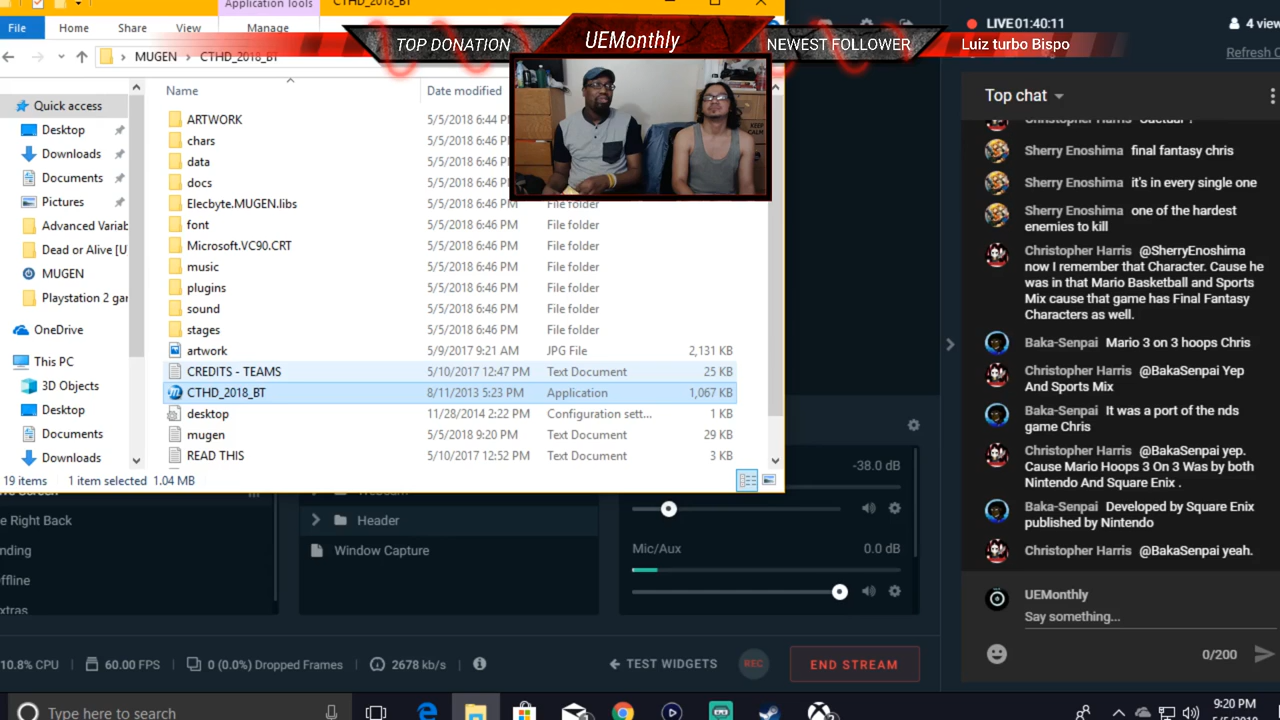 Application Tools
CTHD_2018_BT
File
Home
Share
View
Manage
MUGEN
CTHD_2018_BT
TOP DONATION
UEMonthly
NEWEST FOLLOWER
Luiz turbo Bispo
LIVE 01:40:11
Refresh
Name
Date modified
Quick access
Desktop
Downloads
Documents
Pictures
Advanced Variab
Dead or Alive [U
MUGEN
Playstation 2 gar
OneDrive
This PC
3D Objects
Desktop
Documents
Downloads
ARTWORK 5/5/2018 6:44 PM
chars 5/5/2018 6:46 PM
data 5/5/2018 6:46 PM
docs 5/5/2018 6:46 PM
Elecbyte.MUGEN.libs 5/5/2018 6:46 PM File folder
font 5/5/2018 6:46 PM File folder
Microsoft.VC90.CRT 5/5/2018 6:46 PM File folder
music 5/5/2018 6:46 PM File folder
plugins 5/5/2018 6:46 PM File folder
sound 5/5/2018 6:46 PM File folder
stages 5/5/2018 6:46 PM File folder
artwork 5/9/2017 9:21 AM JPG File 2,131 KB
CREDITS - TEAMS 5/10/2017 12:47 PM Text Document 25 KB
CTHD_2018_BT 8/11/2013 5:23 PM Application 1,067 KB
desktop 11/28/2014 2:22 PM Configuration sett... 1 KB
mugen 5/5/2018 9:20 PM Text Document 29 KB
READ THIS 5/10/2017 12:52 PM Text Document 3 KB
19 items 1 item selected 1.04 MB
KEEP
CALM
e Right Back
nding
ffline
xtras
Header
Window Capture
-38.0 dB
Mic/Aux 0.0 dB
10.8% CPU 60.00 FPS 0 (0.0%) Dropped Frames 2678 kb/s
TEST WIDGETS
REC
END STREAM
Top chat
Sherry Enoshima final fantasy chris
Sherry Enoshima it's in every single one
Sherry Enoshima one of the hardest
enemies to kill
Christopher Harris @SherryEnoshima
now I remember that Character. Cause he
was in that Mario Basketball and Sports
Mix cause that game has Final Fantasy
Characters as well.
Baka-Senpai Mario 3 on 3 hoops Chris
Christopher Harris @BakaSenpai Yep
And Sports Mix
Baka-Senpai It was a port of the nds
game Chris
Christopher Harris @BakaSenpai yep.
Cause Mario Hoops 3 On 3 Was by both
Nintendo And Square Enix .
Baka-Senpai Developed by Square Enix
published by Nintendo
Christopher Harris @BakaSenpai yeah.
UEMonthly
Say something...
0/200
Type here to search
9:20 PM